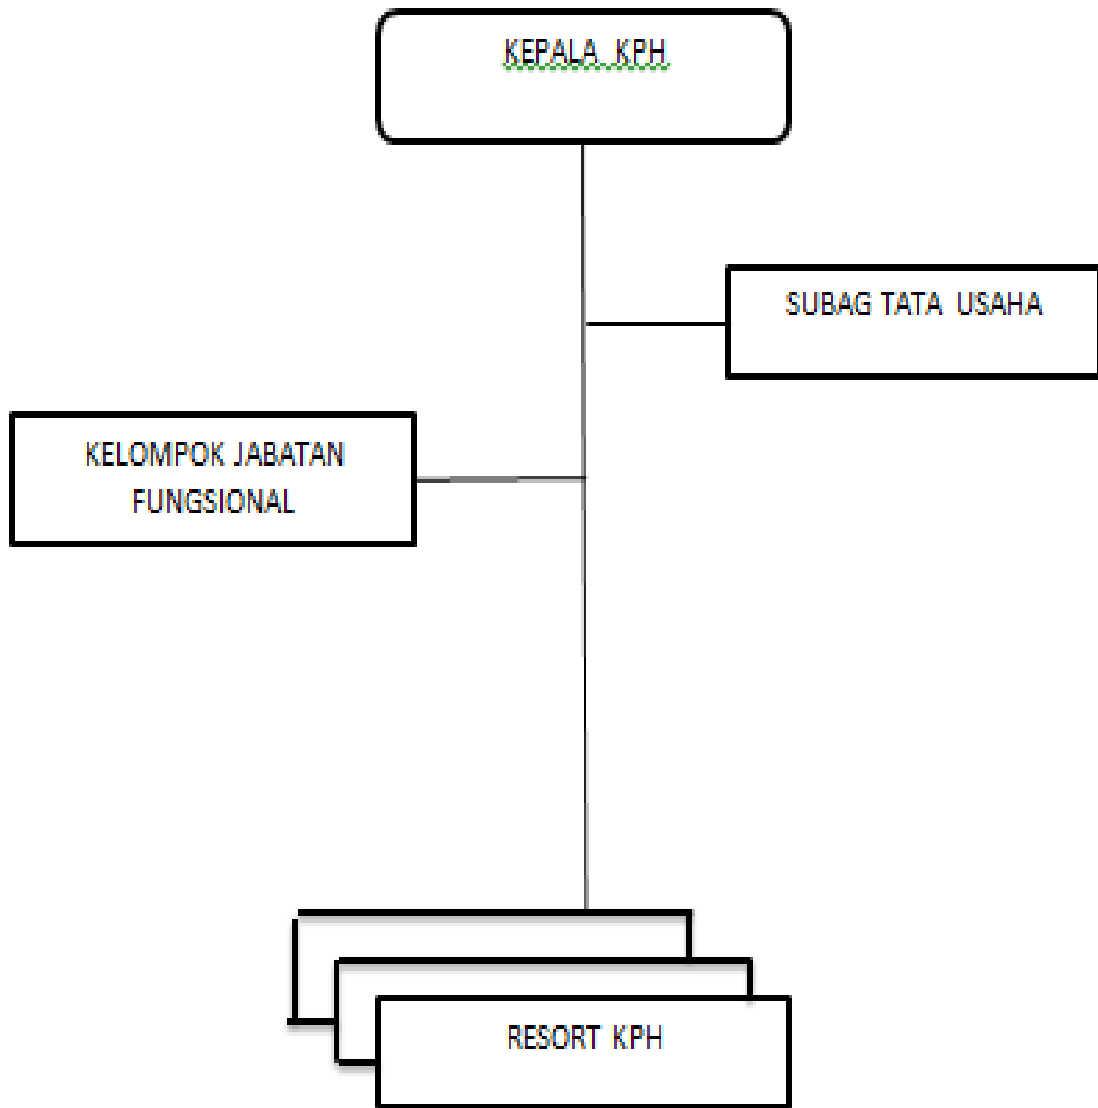 KEPALA KPH
SUBAG TATA USAHA
KELOMPOK JABATAN
FUNGSIONAL
RESORT KPH